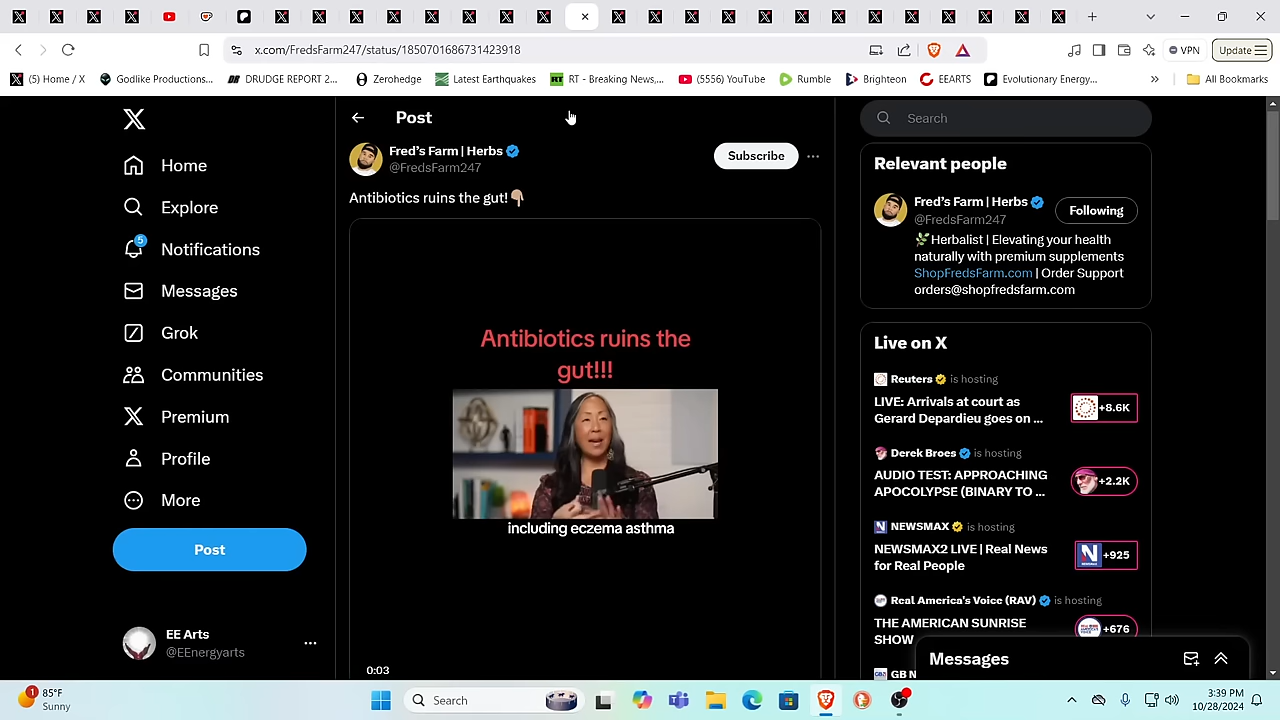 x.com/FredsFarm247/status/1850701686731423918
VPN
Update
(5) Home / X
Godlike Productions...
DRUDGE REPORT 2...
Zerohedge
Latest Earthquakes
RT - Breaking News,...
(5556) YouTube
Rumble
Brighteon
EEARTS
Evolutionary Energy...
»
All Bookmarks
Home
Explore
5
Notifications
Messages
Grok
Communities
Premium
Profile
More
Post
EE Arts
@EEnergyarts
Post
Fred's Farm | Herbs
@FredsFarm247
Subscribe
Antibiotics ruins the gut!
Antibiotics ruins the
gut!!!
including eczema asthma
0:03
Search
Relevant people
Fred's Farm | Herbs
@FredsFarm247
Following
Herbalist | Elevating your health
naturally with premium supplements
ShopFredsFarm.com | Order Support
orders@shopfredsfarm.com
Live on X
Reuters is hosting
LIVE: Arrivals at court as
Gerard Depardieu goes on ...
+8.6K
Derek Broes is hosting
AUDIO TEST: APPROACHING
APOCOLYPSE (BINARY TO ...
+2.2K
NEWSMAX is hosting
NEWSMAX2 LIVE | Real News
for Real People
+925
Real America's Voice (RAV) is hosting
THE AMERICAN SUNRISE
SHOW
+676
GB N
Messages
1
85°F
Sunny
Search
3:39 PM
10/28/2024